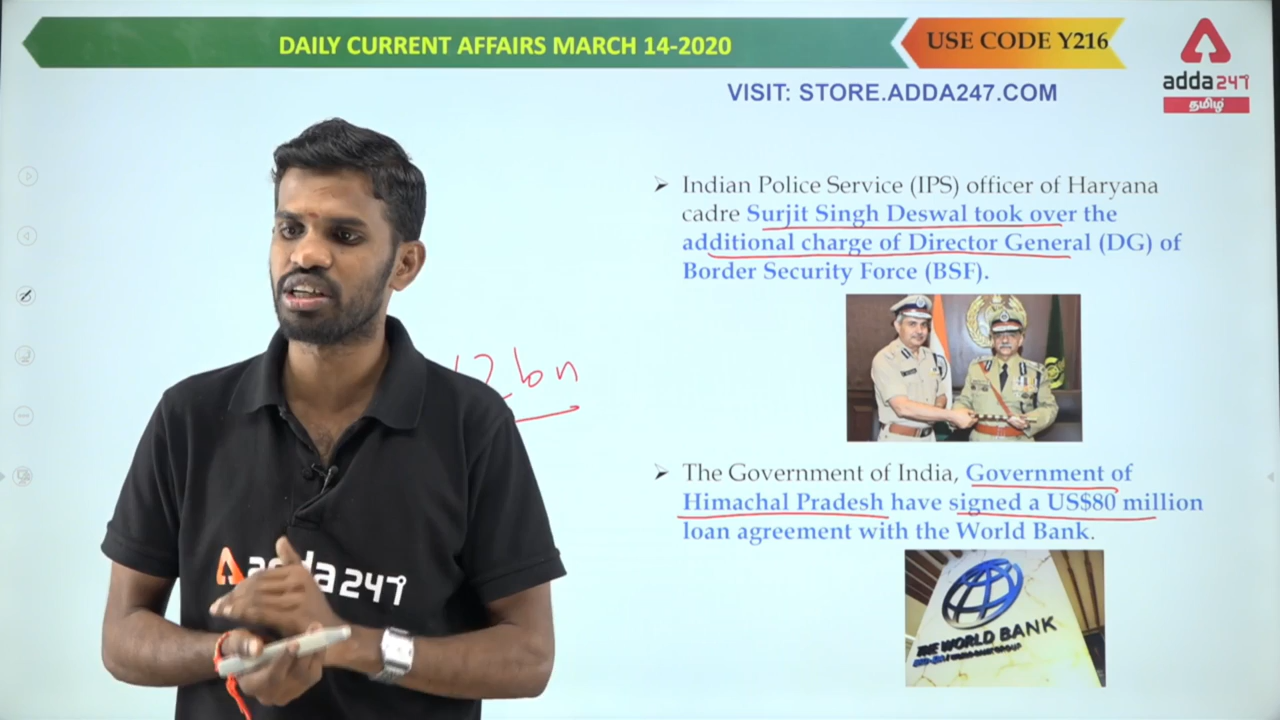 DAILY CURRENT AFFAIRS MARCH 14-2020
USE CODE Y216
adda247
தமிழ்
VISIT: STORE.ADDA247.COM
➢ Indian Police Service (IPS) officer of Haryana
cadre Surjit Singh Deswal took over the
additional charge of Director General (DG) of
Border Security Force (BSF).
12 bn
➢ The Government of India, Government of
Himachal Pradesh have signed a US$80 million
loan agreement with the World Bank.
adda247
THE WORLD BANK